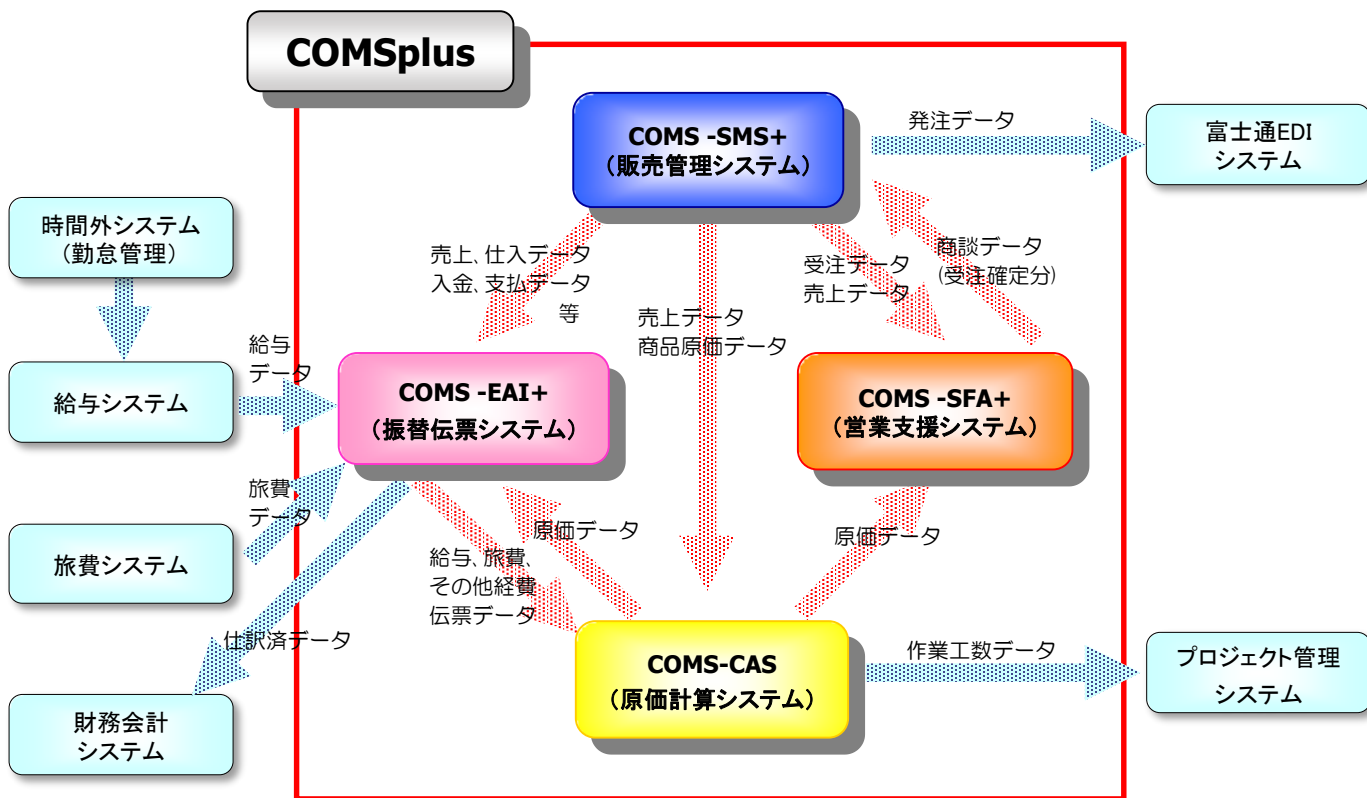 COMSplus
COMS -SMS+
（販売管理システム）
発注データ
富士通EDI
システム
時間外システム
（勤怠管理）
売上、仕入データ
入金、支払データ
等
受注データ
売上データ
商談データ
(受注確定分)
売上データ
商品原価データ
給与
データ
給与システム
COMS -EAI+
（振替伝票システム）
COMS -SFA+
（営業支援システム）
旅費
データ
旅費システム
原価データ
給与、旅費、
その他経費
伝票データ
原価データ
仕訳済データ
COMS-CAS
（原価計算システム）
作業工数データ
プロジェクト管理
システム
財務会計
システム